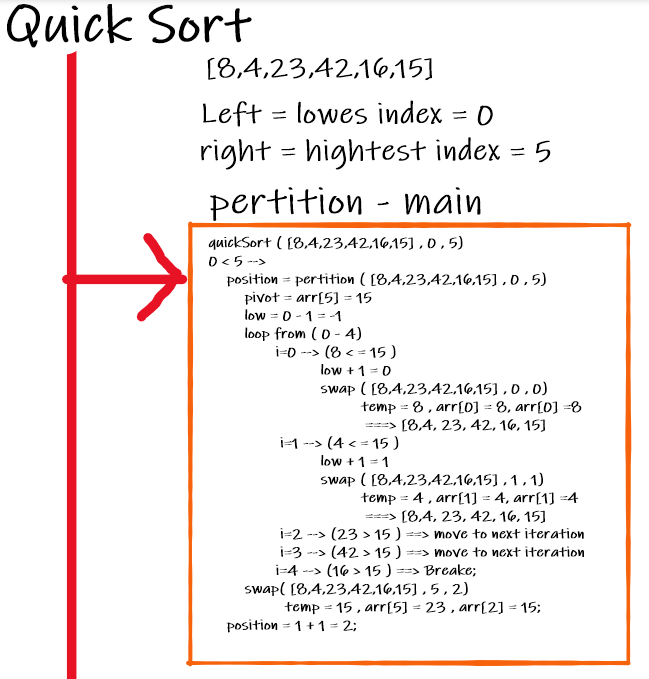 Quick Sort
[8,4,23,42,16,15]
Left = lowes index = 0
right = hightest index = 5
pertition - main
quickSort ( [8,4,23,42,16,15] , 0 , 5)
0 < 5 -->
position = pertition ( [8,4,23,42,16,15] , 0 , 5)
pivot = arr[5] = 15
low = 0 - 1 = -1
loop from ( 0 - 4)
i=0 --> (8 <= 15 )
low + 1 = 0
swap ( [8,4,23,42,16,15] , 0 , 0)
temp = 8 , arr[0] = 8, arr[0] =8
===> [8,4, 23, 42, 16, 15]
i=1 --> (4 <= 15 )
low + 1 = 1
swap ( [8,4,23,42,16,15] , 1 , 1)
temp = 4 , arr[1] = 4, arr[1] =4
===> [8,4, 23, 42, 16, 15]
i=2 --> (23 > 15 ) ==> move to next iteration
i=3 --> (42 > 15 ) ==> move to next iteration
i=4 --> (16 > 15 ) ==> Breake;
swap( [8,4,23,42,16,15] , 5 , 2)
temp = 15 , arr[5] = 23 , arr[2] = 15;
position = 1 + 1 = 2;